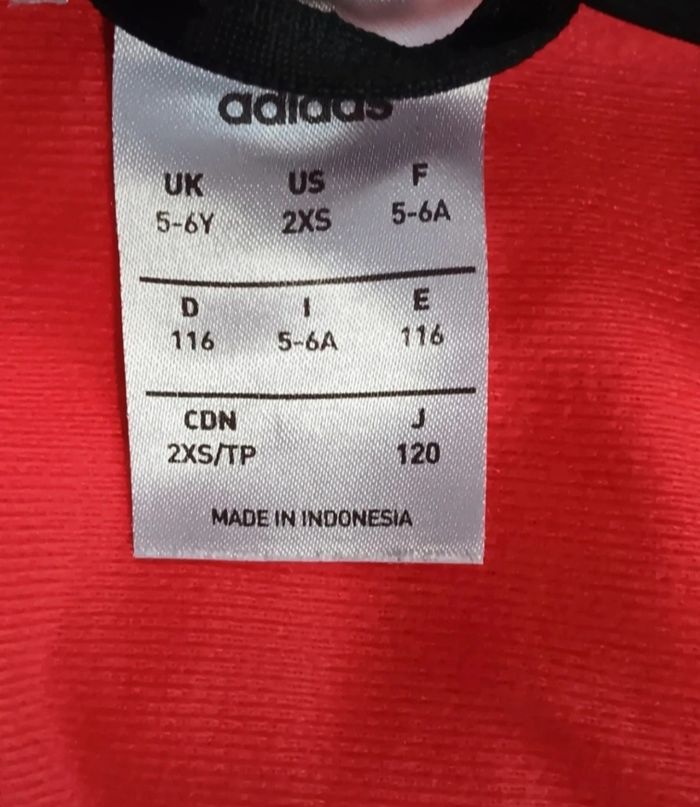 adidas
UK US F
5-6Y 2XS 5-6A
D I E
116 5-6A 116
CDN J
2XS/TP 120
MADE IN INDONESIA